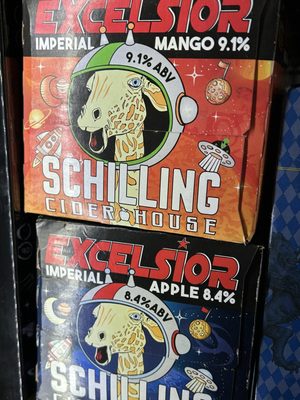 EXCELSIOR
IMPERIAL MANGO 9.1%
9.1% ABV
SCHILLING
CIDER HOUSE
EXCELSIOR
IMPERIAL APPLE 8.4%
8.4% ABV
SCHILLING